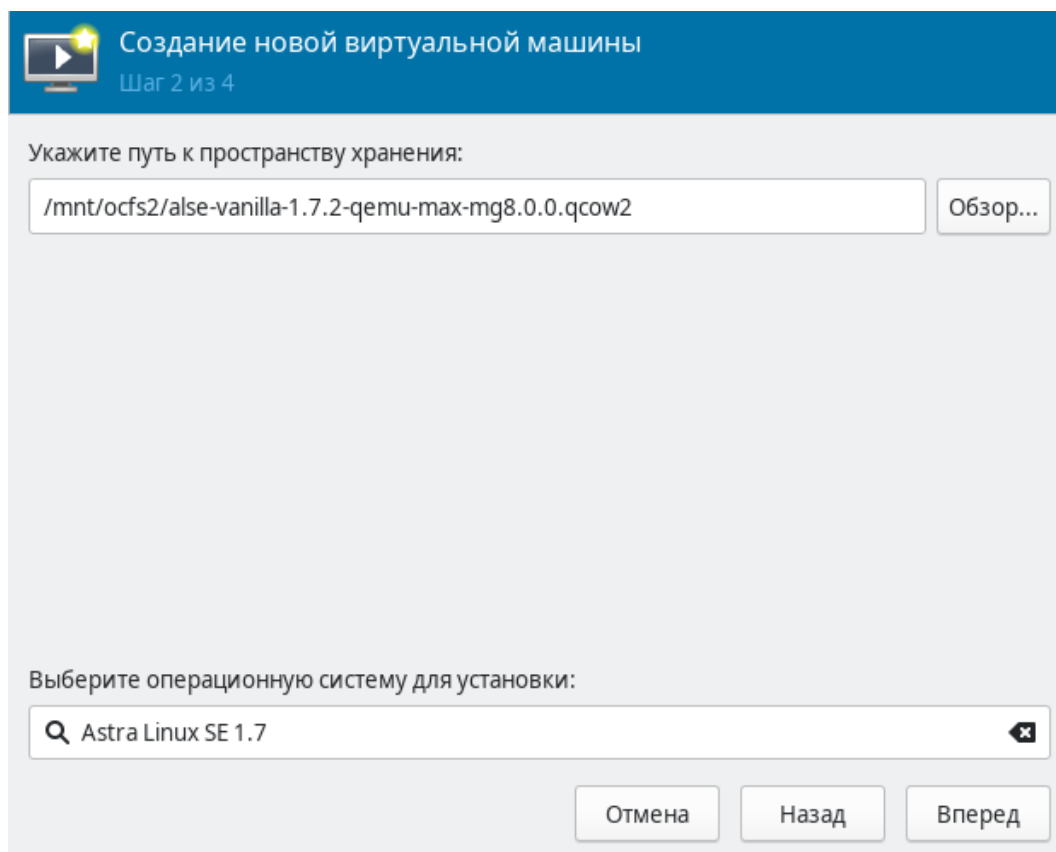 Создание новой виртуальной машины
Шаг 2 из 4
Укажите путь к пространству хранения:
/mnt/ocfs2/alse-vanilla-1.7.2-qemu-max-mg8.0.0.qcow2 Обзор...
Выберите операционную систему для установки:
Astra Linux SE 1.7
Отмена Назад Вперед